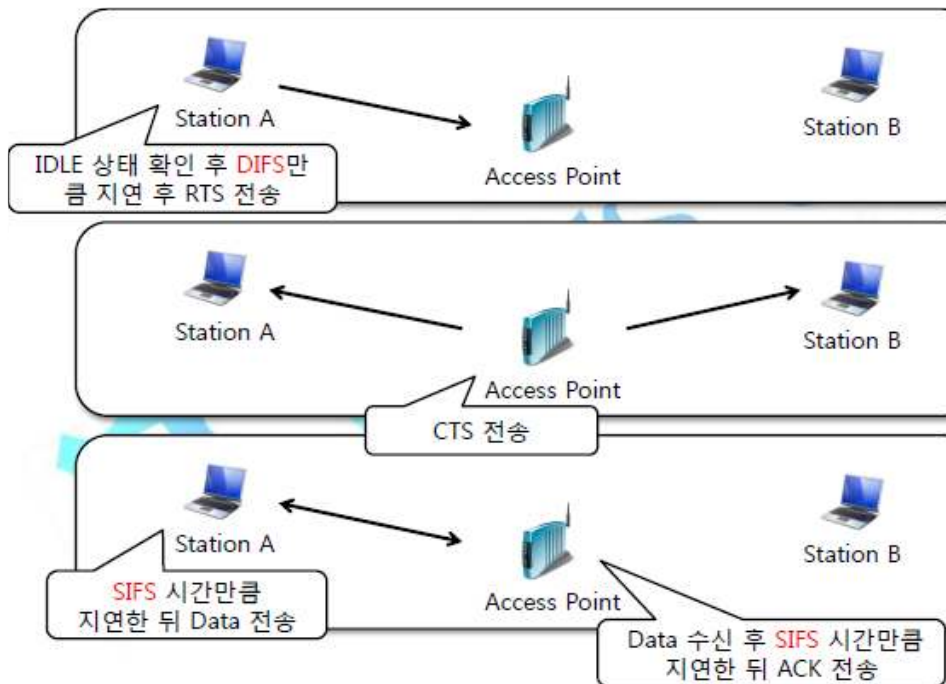 Station A
Station B
Access Point
IDLE 상태 확인 후 DIFS만
큼 지연 후 RTS 전송
Station A
Station B
Access Point
CTS 전송
Station A
Station B
Access Point
SIFS 시간만큼
지연한 뒤 Data 전송
Data 수신 후 SIFS 시간만큼
지연한 뒤 ACK 전송